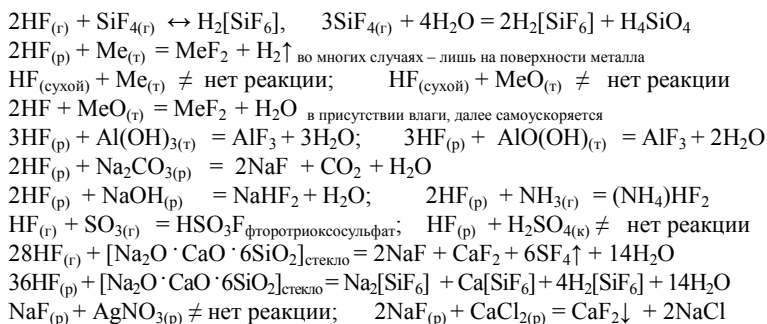 2HF(г) + SiF4(г) ↔ H2[SiF6],    3SiF4(г) + 4H2O = 2H2[SiF6] + H4SiO4
2HF(р) + Me(т) = MeF2 + H2↑ во многих случаях – лишь на поверхности металла
HF(сухой) + Me(т) ≠ нет реакции;    HF(сухой) + MeO(т) ≠ нет реакции
2HF + MeO(т) = MeF2 + H2O в присутствии влаги, далее самоускоряется
3HF(р) + Al(OH)3(т) = AlF3 + 3H2O;    3HF(р) + AlO(OH)(т) = AlF3 + 2H2O
2HF(р) + Na2CO3(р) = 2NaF + CO2 + H2O
2HF(р) + NaOH(р) = NaHF2 + H2O;    2HF(р) + NH3(г) = (NH4)HF2
HF(г) + SO3(г) = HSO3Fфторотриоксосульфат;    HF(р) + H2SO4(к) ≠ нет реакции
28HF(г) + [Na2O·CaO·6SiO2]стекло = 2NaF + CaF2 + 6SF4↑ + 14H2O
36HF(р) + [Na2O·CaO·6SiO2]стекло = Na2[SiF6] + Ca[SiF6] + 4H2[SiF6] + 14H2O
NaF(р) + AgNO3(р) ≠ нет реакции;    2NaF(р) + CaCl2(р) = CaF2↓ + 2NaCl